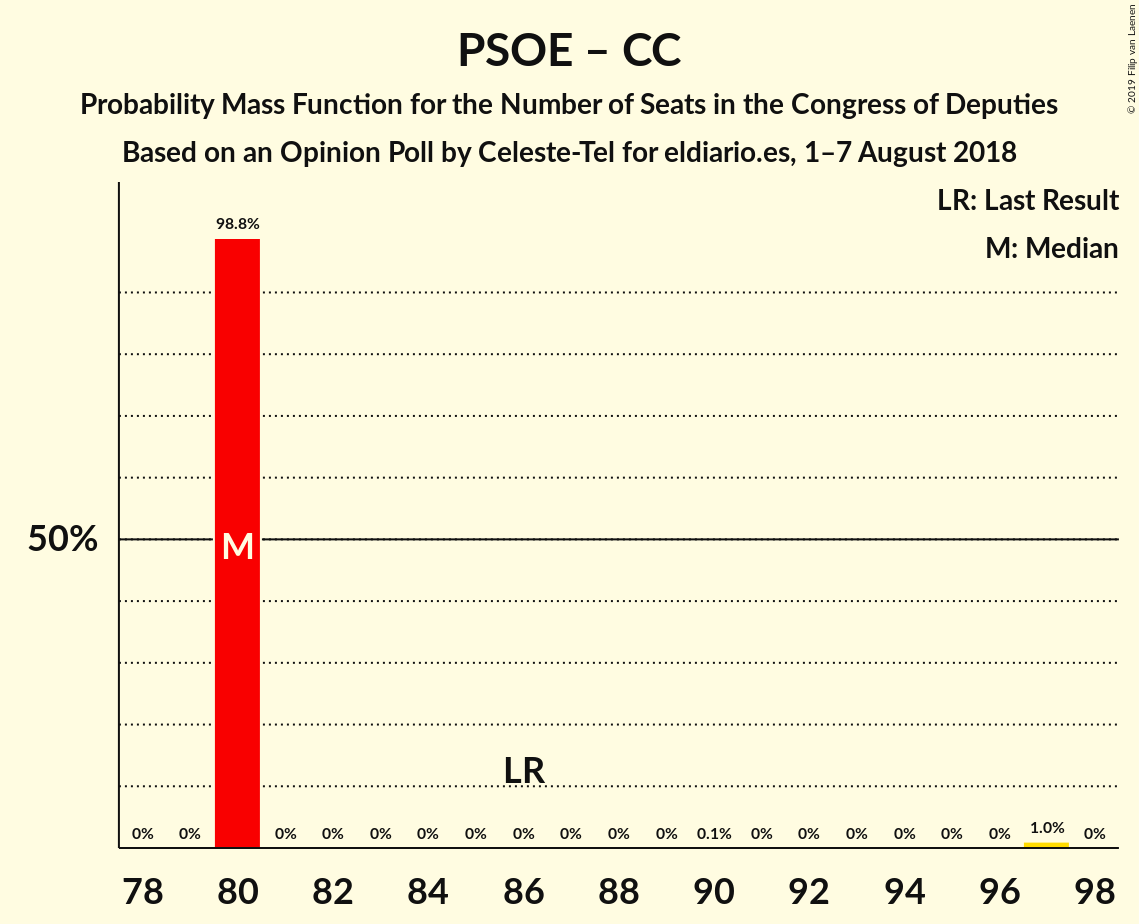 PSOE – CC
Probability Mass Function for the Number of Seats in the Congress of Deputies
Based on an Opinion Poll by Celeste-Tel for eldiario.es, 1–7 August 2018
© 2019 Filip van Laenen
LR: Last Result
M: Median
98.8%
50%
M
LR
0% 0% 0% 0% 0% 0% 0% 0% 0% 0% 0% 0.1% 0% 0% 0% 0% 0% 0% 1.0% 0%
78 80 82 84 86 88 90 92 94 96 98